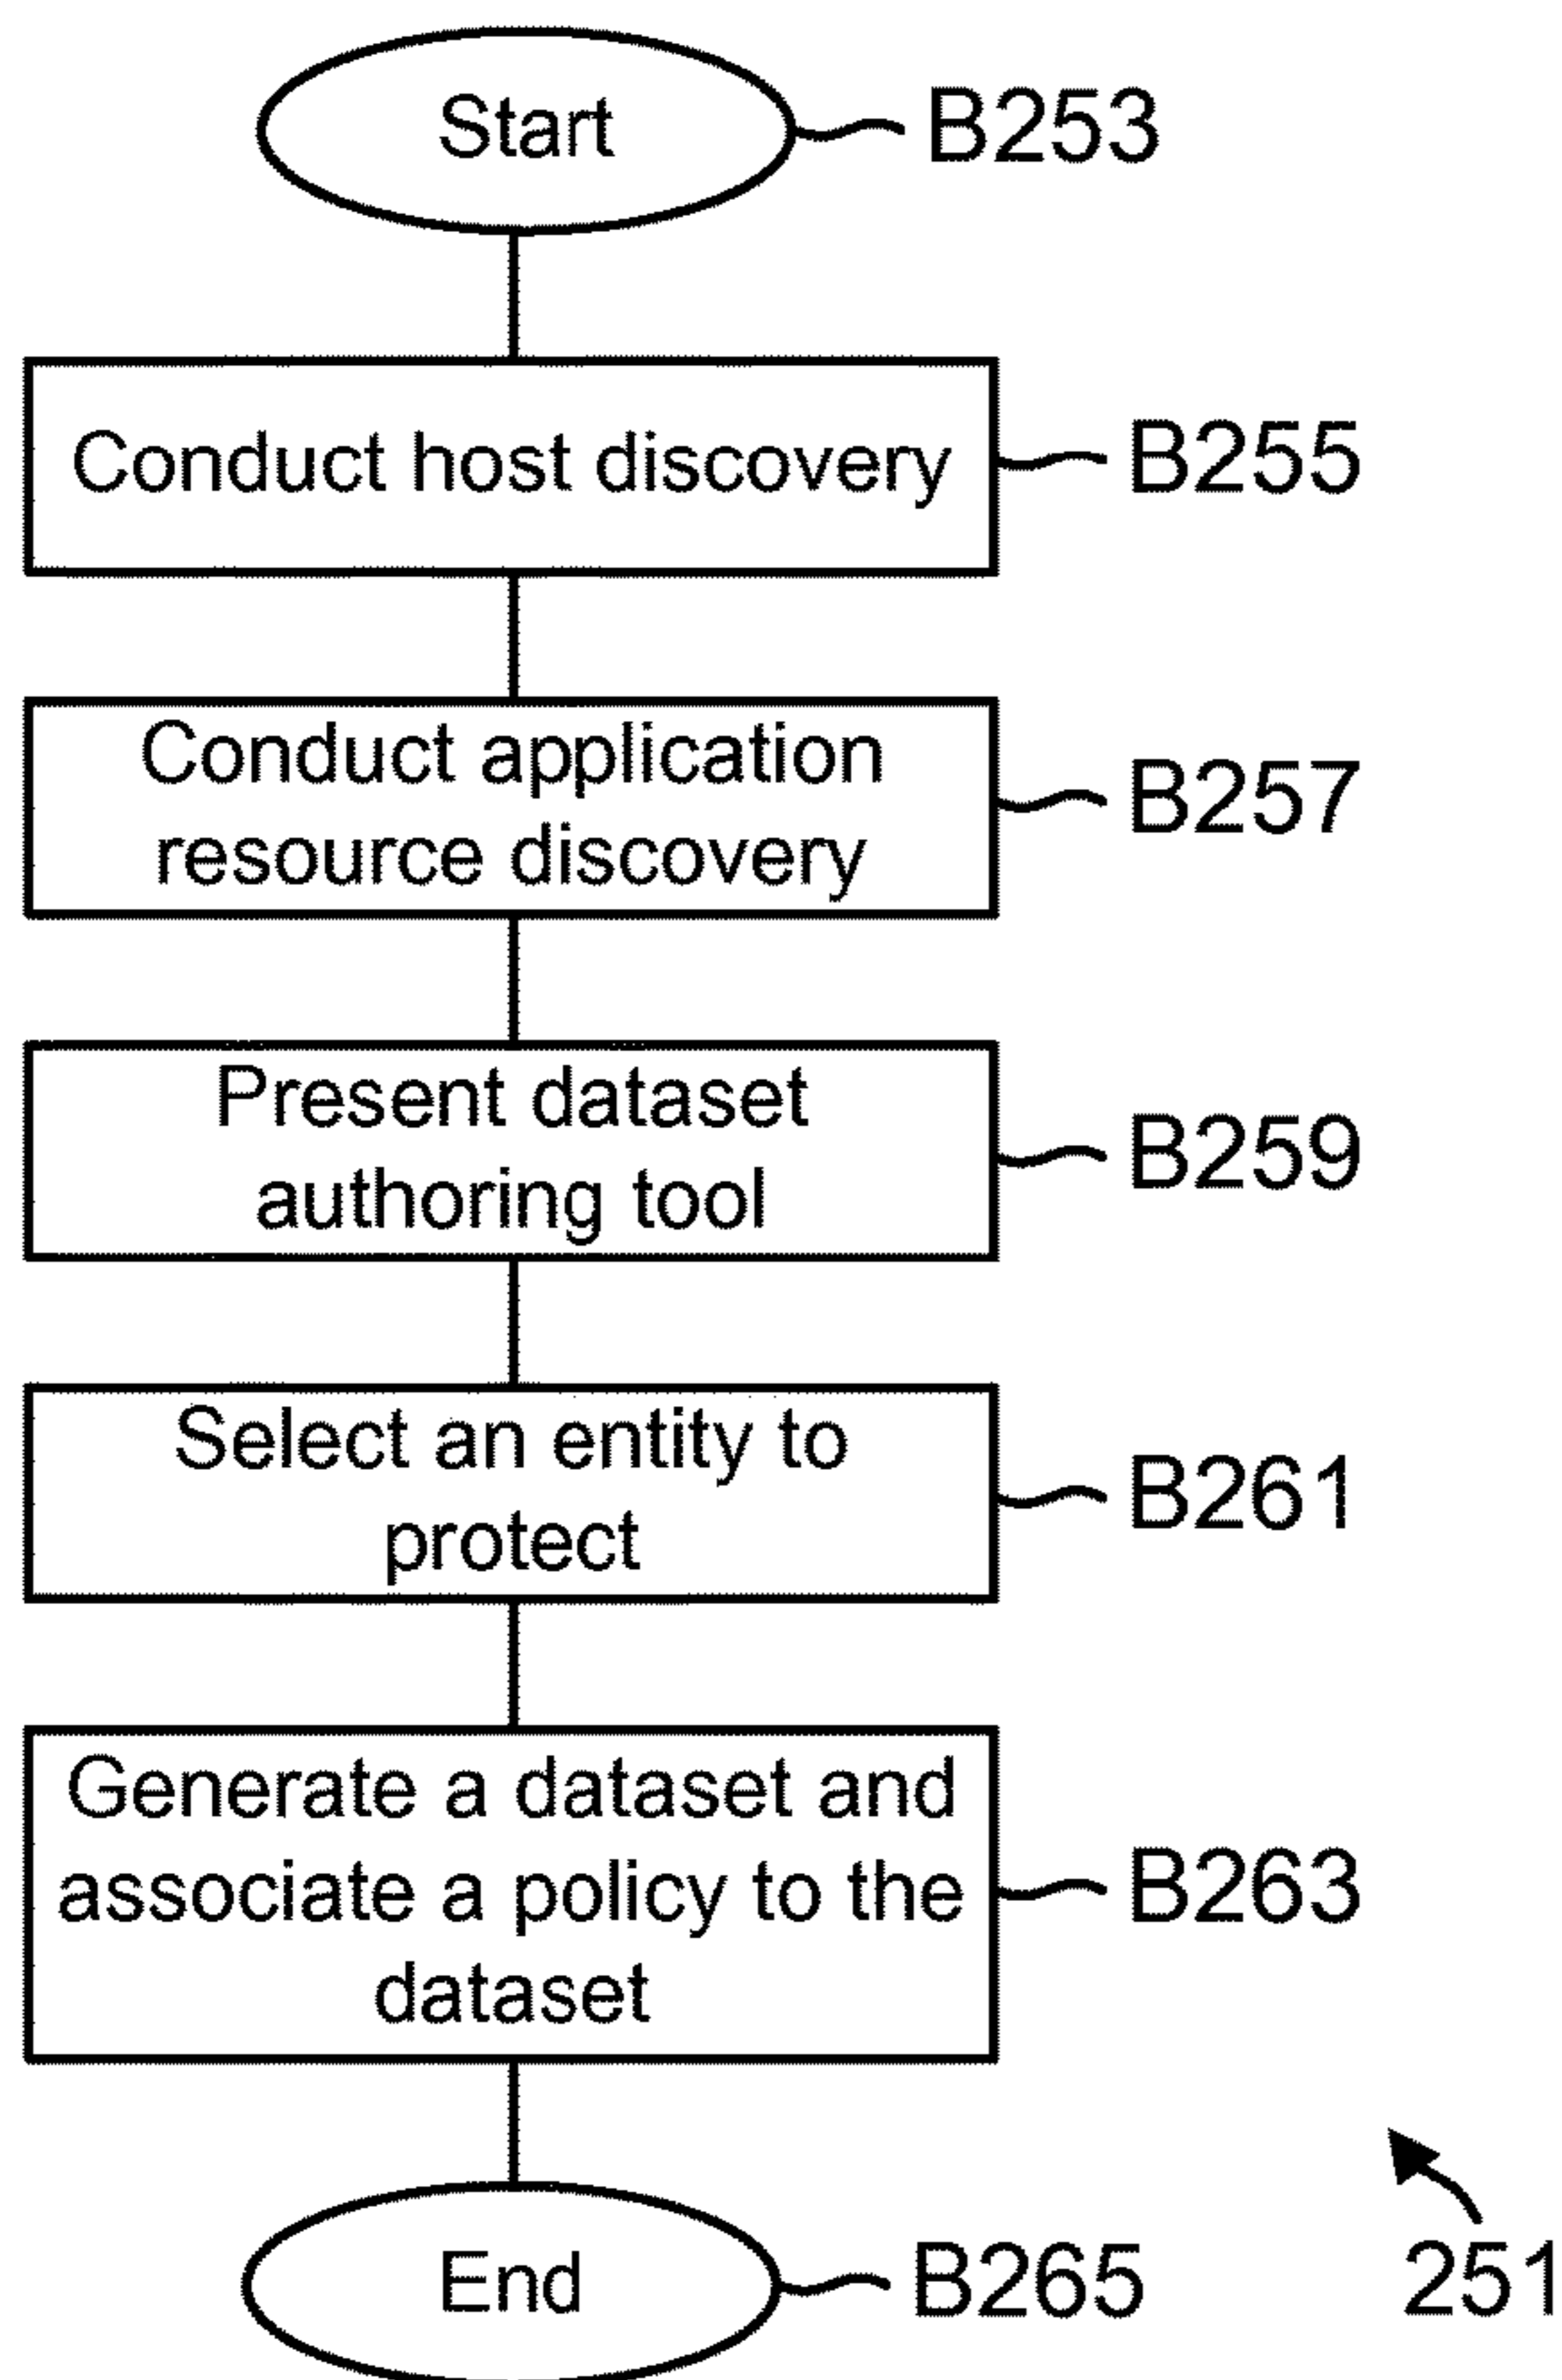 Start
B253
Conduct host discovery
B255
Conduct application
resource discovery
B257
Present dataset
authoring tool
B259
Select an entity to
protect
B261
Generate a dataset and
associate a policy to the
dataset
B263
End
B265
251